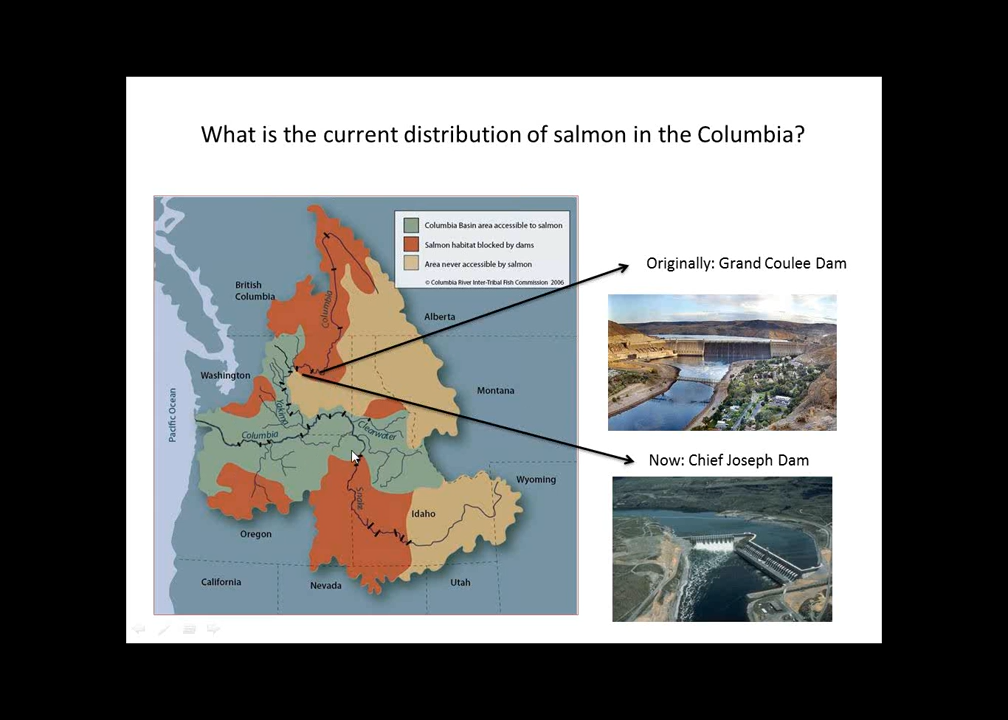 What is the current distribution of salmon in the Columbia?
Columbia Basin area accessible to salmon
Salmon habitat blocked by dams
Area never accessible by salmon
© Columbia River Inter-Tribal Fish Commission 2006
Originally: Grand Coulee Dam
British
Columbia
Columbia
Alberta
Washington
Montana
Pacific Ocean
Yakima
Columbia
Clearwater
Now: Chief Joseph Dam
Wyoming
Snake
Idaho
Oregon
California
Nevada
Utah